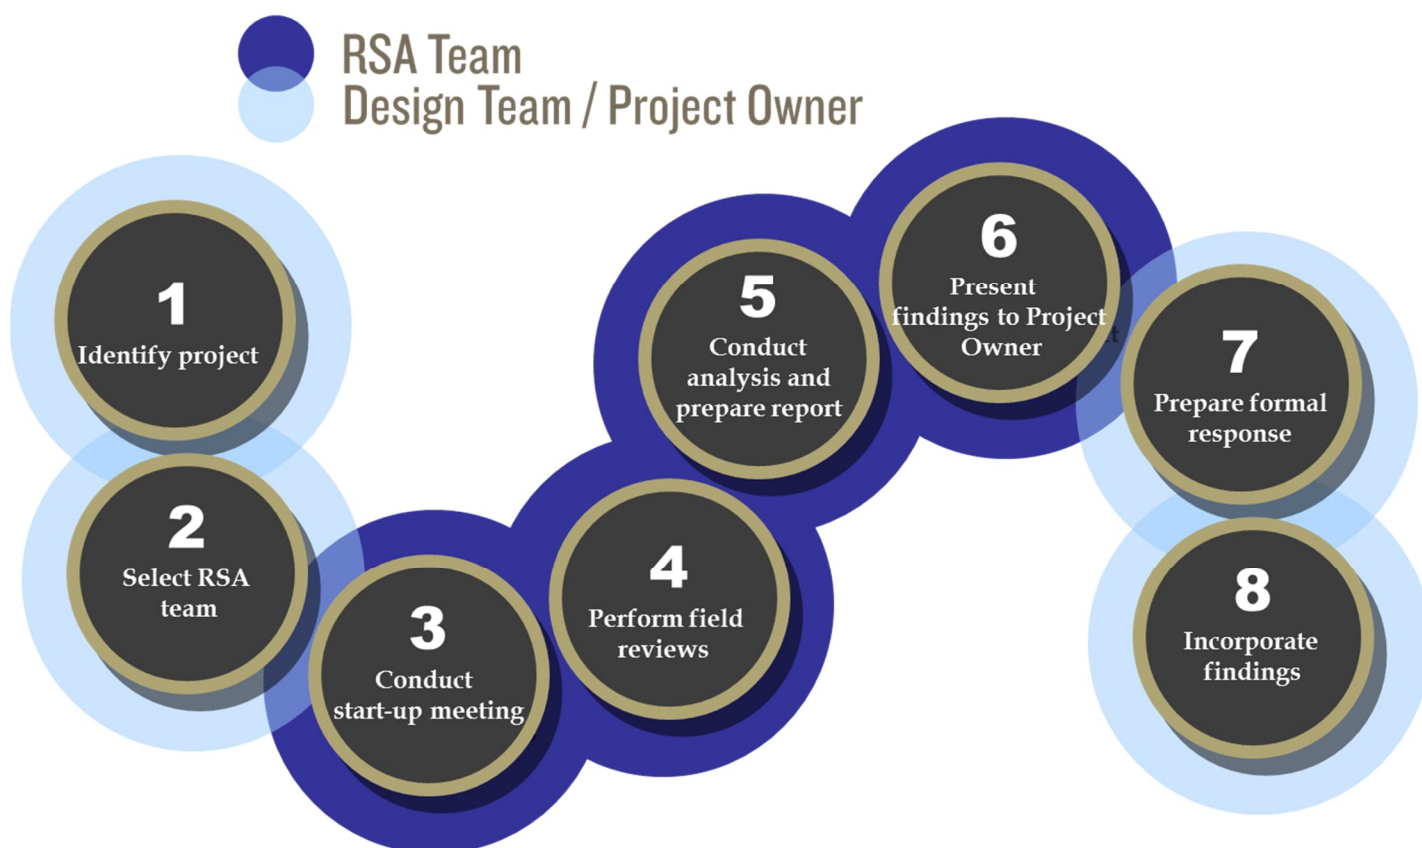 RSA Team
Design Team / Project Owner
1
Identify project
2
Select RSA
team
3
Conduct
start-up meeting
4
Perform field
reviews
5
Conduct
analysis and
prepare report
6
Present
findings to Project
Owner
7
Prepare formal
response
8
Incorporate
findings